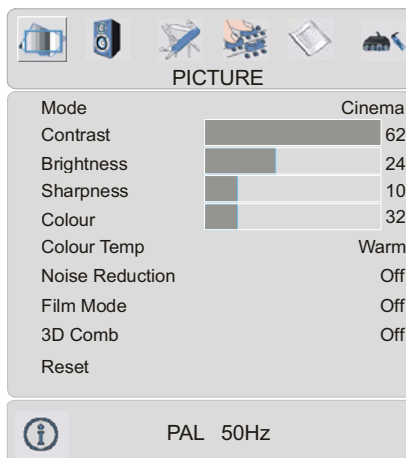 PICTURE
Mode Cinema
Contrast 62
Brightness 24
Sharpness 10
Colour 32
Colour Temp Warm
Noise Reduction Off
Film Mode Off
3D Comb Off
Reset
PAL 50Hz